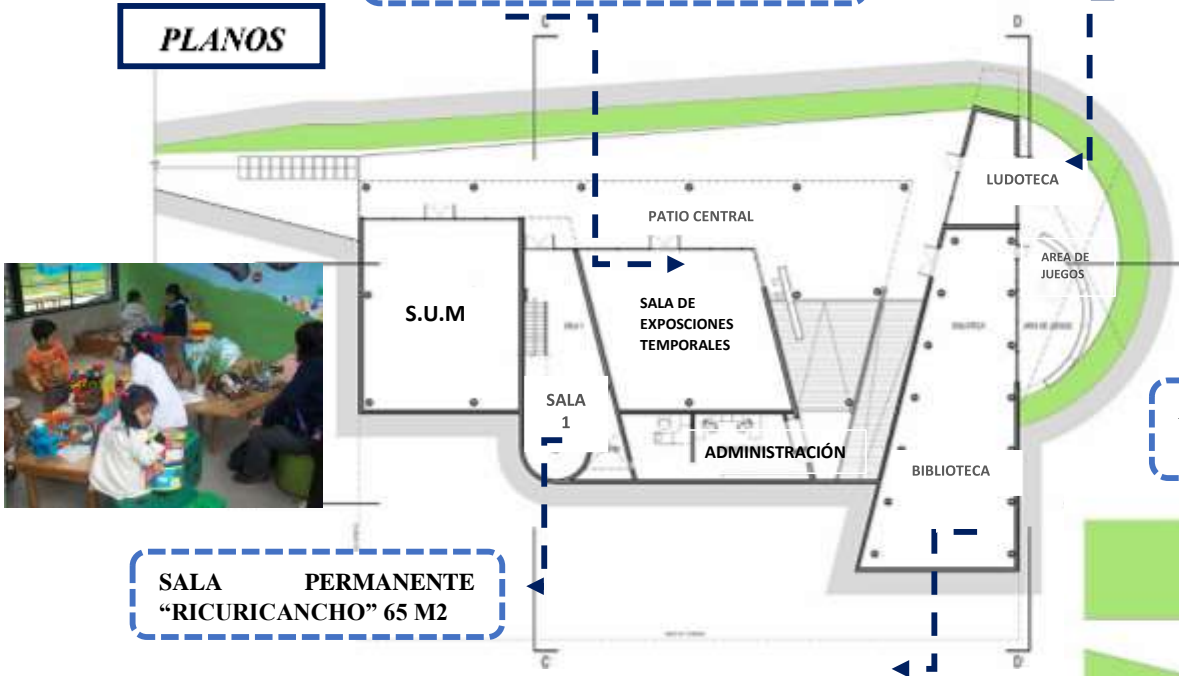 PLANOS
C
D
LUDOTECA
PATIO CENTRAL
AREA DE
JUEGOS
S.U.M
SALA DE
EXPOSCIONES
TEMPORALES
SALA
1
ADMINISTRACIÓN
BIBLIOTECA
SALA PERMANENTE
“RICURICANCHO” 65 M2
C'
D'